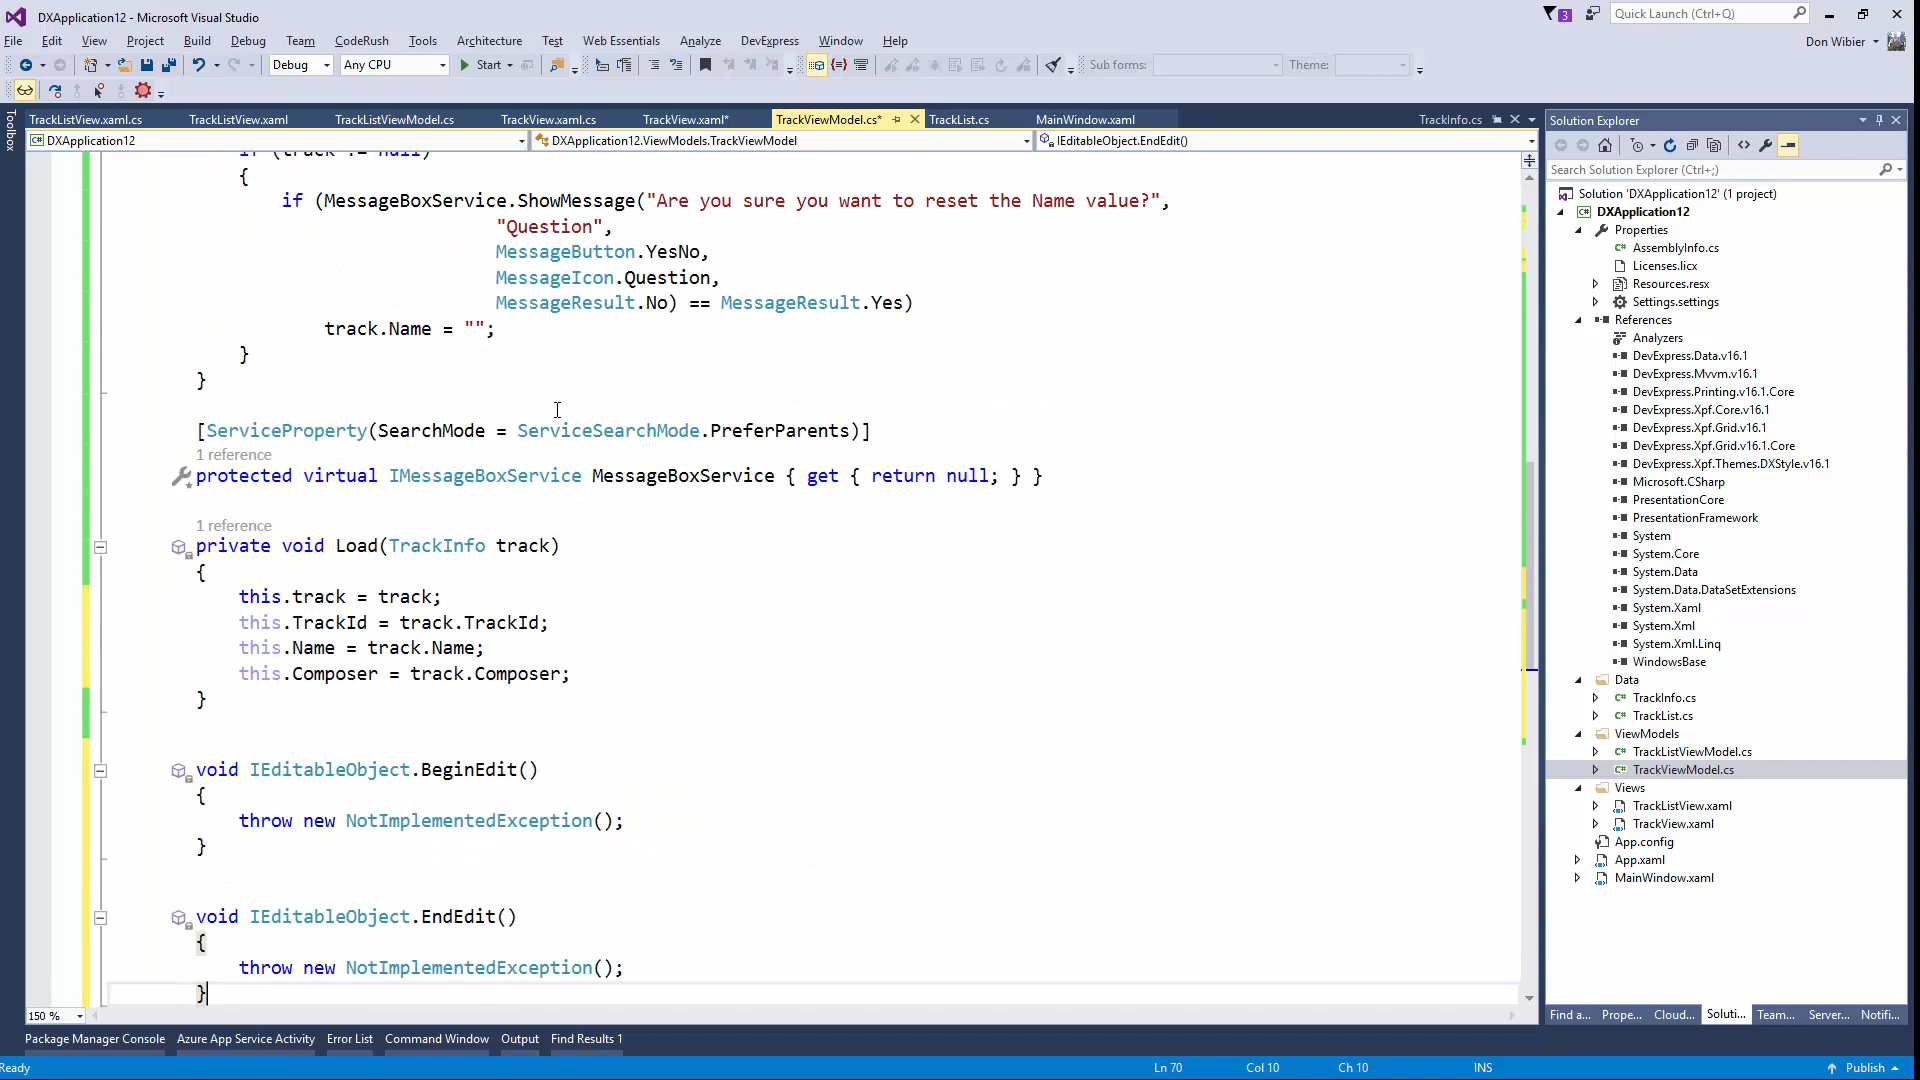 DXApplication12 - Microsoft Visual Studio
3
Quick Launch (Ctrl+Q)
File Edit View Project Build Debug Team CodeRush Tools Architecture Test Web Essentials Analyze DevExpress Window Help
Don Wibier
Debug Any CPU Start Sub forms: Theme:
TrackListView.xaml.cs TrackListView.xaml TrackListViewModel.cs TrackView.xaml.cs TrackView.xaml* TrackViewModel.cs* TrackList.cs MainWindow.xaml TrackInfo.cs
DXApplication12 DXApplication12.ViewModels.TrackViewModel IEditableObject.EndEdit()
Toolbox
if (track != null)
{
if (MessageBoxService.ShowMessage("Are you sure you want to reset the Name value?",
"Question",
MessageButton.YesNo,
MessageIcon.Question,
MessageResult.No) == MessageResult.Yes)
track.Name = "";
}
}
[ServiceProperty(SearchMode = ServiceSearchMode.PreferParents)]
1 reference
protected virtual IMessageBoxService MessageBoxService { get { return null; } }
1 reference
private void Load(TrackInfo track)
{
this.track = track;
this.TrackId = track.TrackId;
this.Name = track.Name;
this.Composer = track.Composer;
}
void IEditableObject.BeginEdit()
{
throw new NotImplementedException();
}
void IEditableObject.EndEdit()
{
throw new NotImplementedException();
}
150 %
Solution Explorer
Search Solution Explorer (Ctrl+;)
Solution 'DXApplication12' (1 project)
DXApplication12
Properties
AssemblyInfo.cs
Licenses.licx
Resources.resx
Settings.settings
References
Analyzers
DevExpress.Data.v16.1
DevExpress.Mvvm.v16.1
DevExpress.Printing.v16.1.Core
DevExpress.Xpf.Core.v16.1
DevExpress.Xpf.Grid.v16.1
DevExpress.Xpf.Grid.v16.1.Core
DevExpress.Xpf.Themes.DXStyle.v16.1
Microsoft.CSharp
PresentationCore
PresentationFramework
System
System.Core
System.Data
System.Data.DataSetExtensions
System.Xaml
System.Xml
System.Xml.Linq
WindowsBase
Data
TrackInfo.cs
TrackList.cs
ViewModels
TrackListViewModel.cs
TrackViewModel.cs
Views
TrackListView.xaml
TrackView.xaml
App.config
App.xaml
MainWindow.xaml
Find a... Prope... Cloud... Soluti... Team... Server... Notifi...
Package Manager Console Azure App Service Activity Error List Command Window Output Find Results 1
Ready Ln 70 Col 10 Ch 10 INS Publish